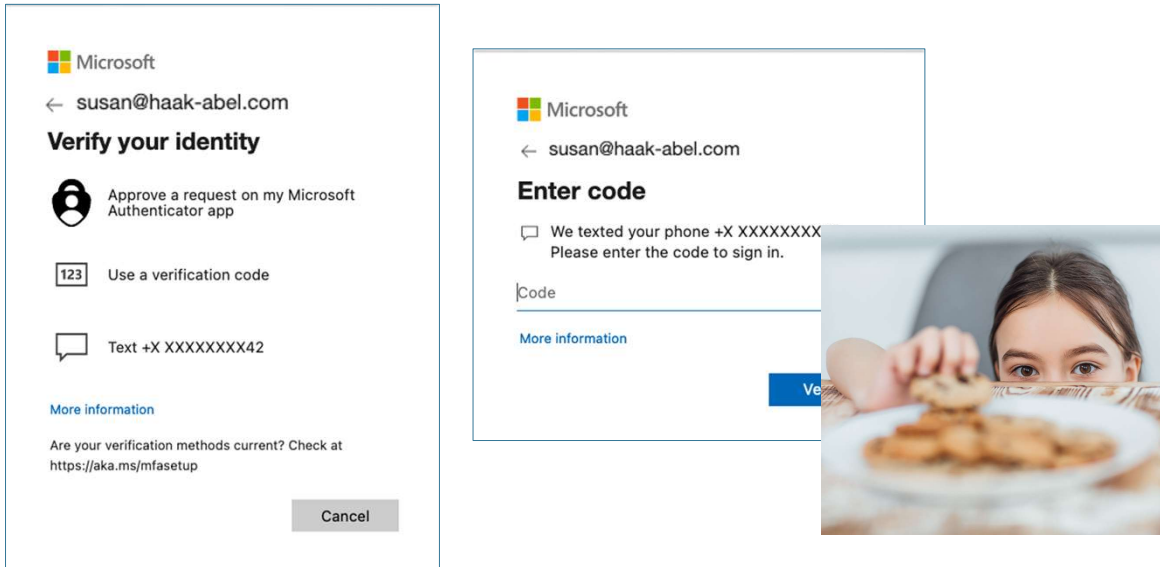 Microsoft
susan@haak-abel.com
Verify your identity
Approve a request on my Microsoft
Authenticator app
123
Use a verification code
Text +X XXXXXXXX42
More information
Are your verification methods current? Check at
https://aka.ms/mfasetup
Cancel
Microsoft
susan@haak-abel.com
Enter code
We texted your phone +X XXXXXXXX
Please enter the code to sign in.
Code
More information
Ve